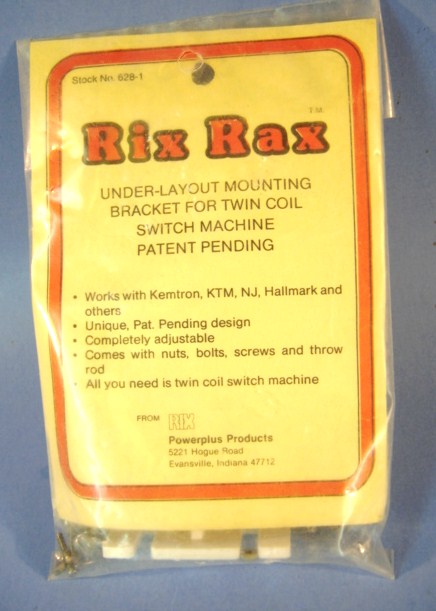 Stock No. 628-1
Rix Rax TM
UNDER-LAYOUT MOUNTING
BRACKET FOR TWIN COIL
SWITCH MACHINE
PATENT PENDING
• Works with Kemtron, KTM, NJ, Hallmark and
others
• Unique, Pat. Pending design
• Completely adjustable
• Comes with nuts, bolts, screws and throw
rod
• All you need is twin coil switch machine
FROM RIX
Powerplus Products
5221 Hogue Road
Evansville, Indiana 47712